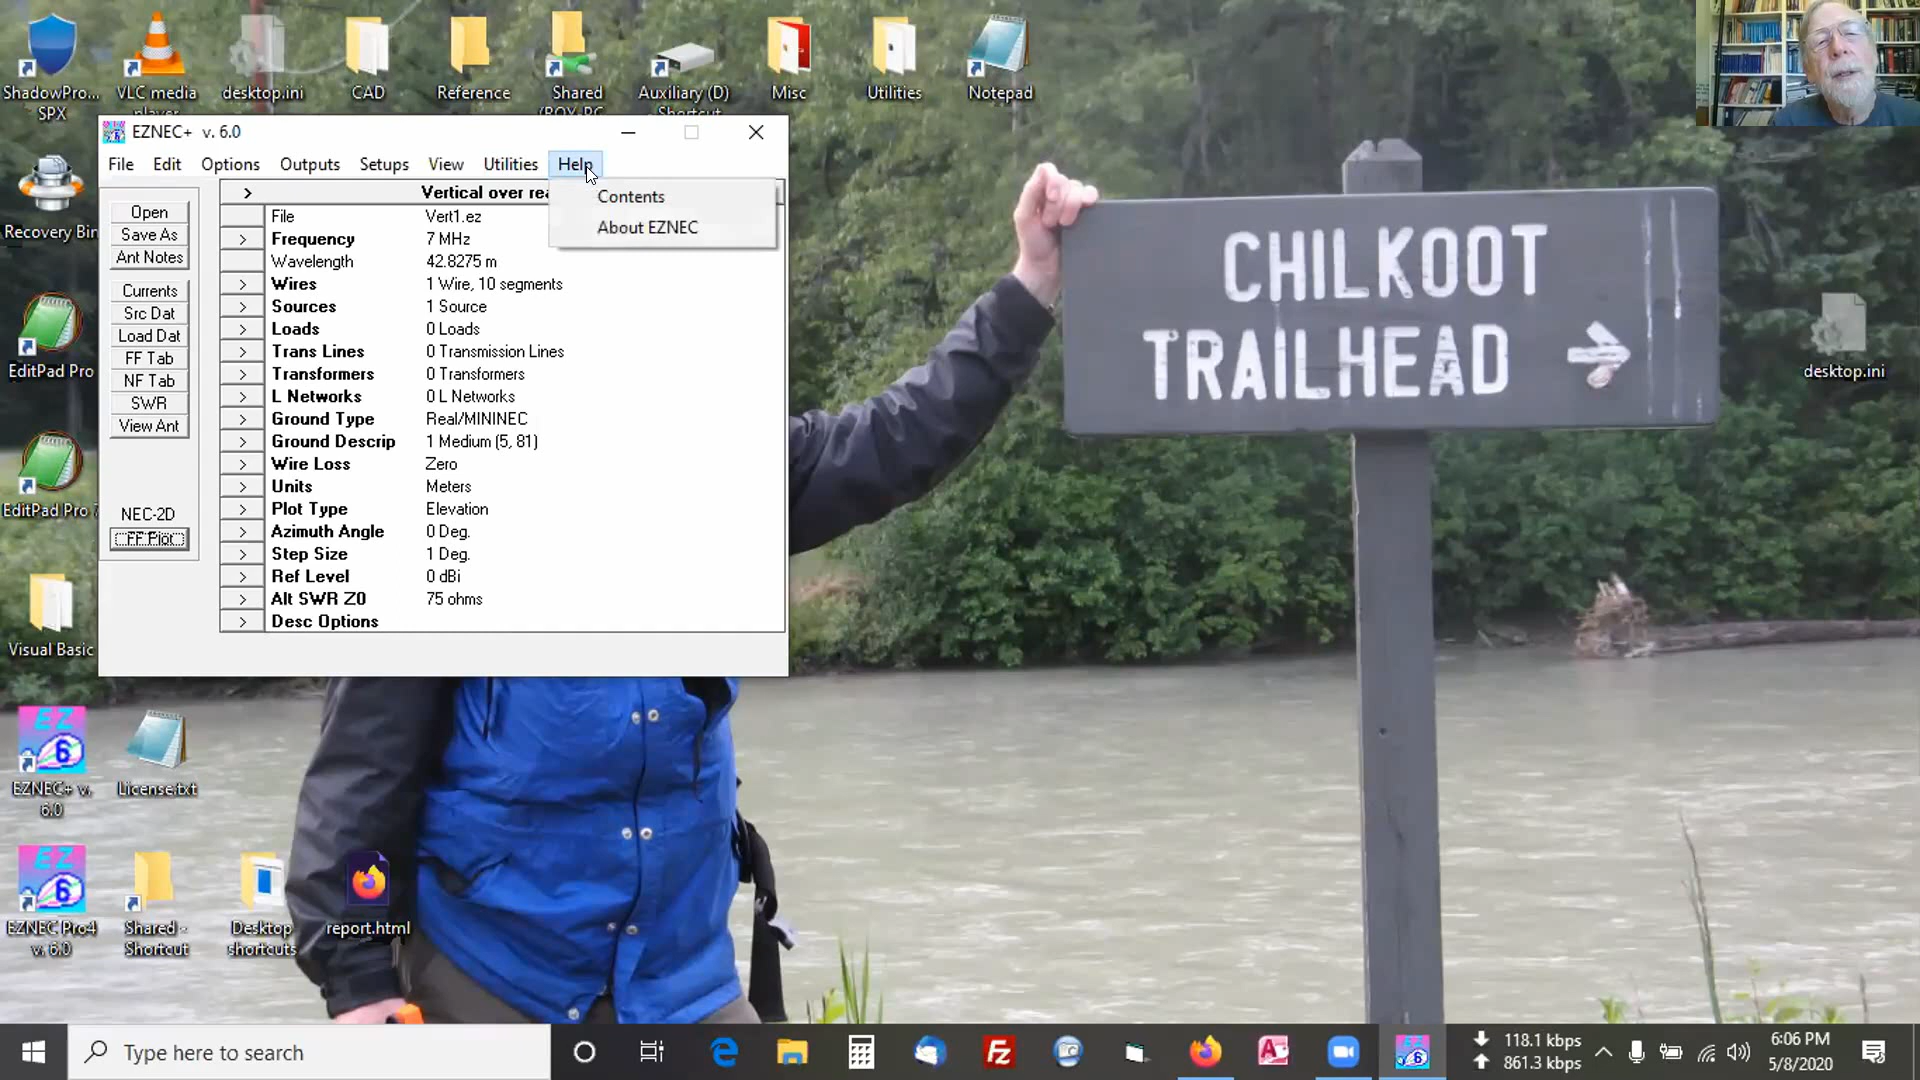 ShadowPro... SPX
VLC media player
desktop.ini
CAD
Reference
Shared
Auxiliary (D)
Misc
Utilities
Notepad
Recovery Bin
EditPad Pro
EditPad Pro 7
Visual Basic
EZNEC+ v. 6.0
License.txt
EZNEC Pro4 v. 6.0
Shared - Shortcut
Desktop shortcuts
report.html
desktop.ini
EZNEC+ v. 6.0
File Edit Options Outputs Setups View Utilities Help
Contents
About EZNEC
Open
Save As
Ant Notes
Currents
Src Dat
Load Dat
FF Tab
NF Tab
SWR
View Ant
NEC-2D
FF Plot
> Vertical over rea
File Vert1.ez
> Frequency 7 MHz
Wavelength 42.8275 m
> Wires 1 Wire, 10 segments
> Sources 1 Source
> Loads 0 Loads
> Trans Lines 0 Transmission Lines
> Transformers 0 Transformers
> L Networks 0 L Networks
> Ground Type Real/MININEC
> Ground Descrip 1 Medium (5, 81)
> Wire Loss Zero
> Units Meters
> Plot Type Elevation
> Azimuth Angle 0 Deg.
> Step Size 1 Deg.
> Ref Level 0 dBi
> Alt SWR Z0 75 ohms
> Desc Options
CHILKOOT
TRAILHEAD
Type here to search
118.1 kbps
861.3 kbps
6:06 PM
5/8/2020